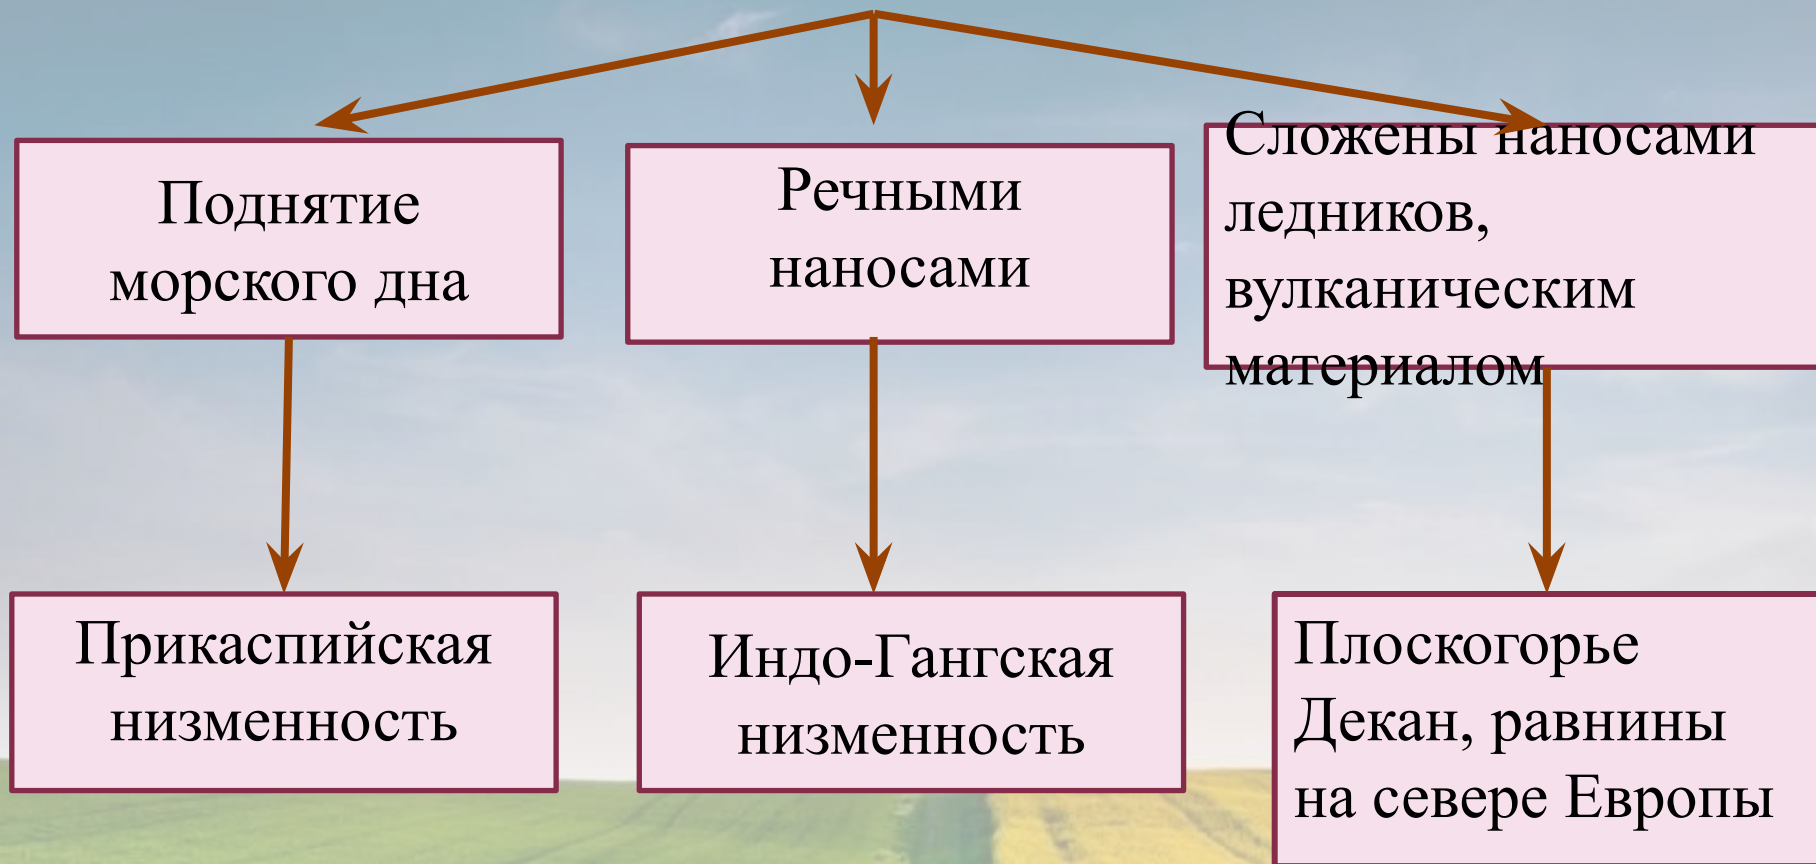 Поднятие
морского дна
Речными
наносами
Сложены наносами
ледников,
вулканическим
материалом
Прикаспийская
низменность
Индо-Гангская
низменность
Плоскогорье
Декан, равнины
на севере Европы